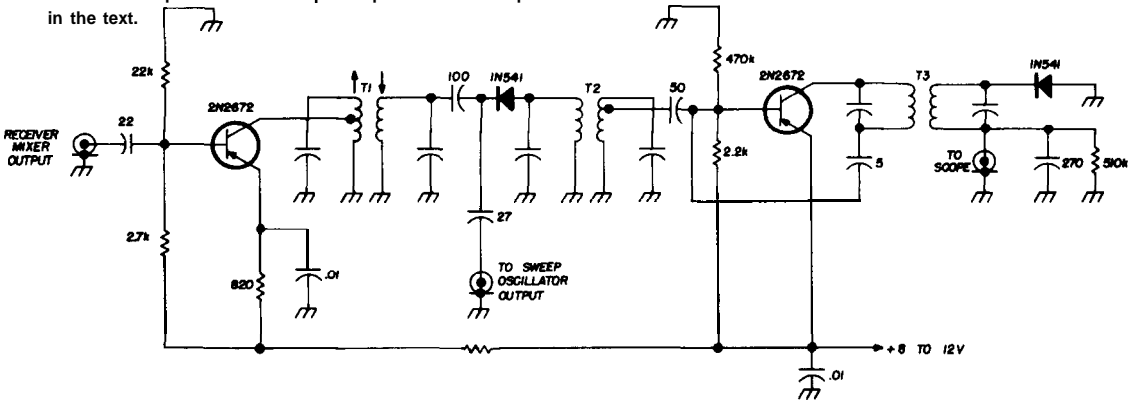 in the text.
22k
470k
2N2672
T1
100
1N541
T2
50
2N2672
T3
1N541
RECEIVER
MIXER
OUTPUT
22
2.2k
5
TO
SCOPE
270
510k
2.7k
820
.01
27
TO SWEEP
OSCILLATOR
OUTPUT
+8 TO 12V
.01